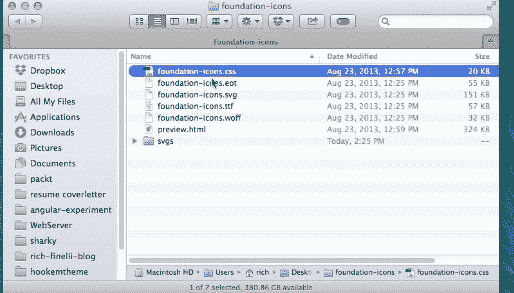 foundation-icons
foundation-icons
FAVORITES
Dropbox
Desktop
All My Files
Applications
Downloads
Pictures
Documents
packt
resume coverletter
angular-experiment
WebServer
sharky
rich-finelli-blog
hookemtheme
Name Date Modified Size
foundation-icons.css Aug 23, 2013, 12:57 PM 20 KB
foundation-icons.eot Aug 23, 2013, 12:25 PM 55 KB
foundation-icons.svg Aug 23, 2013, 12:25 PM 151 KB
foundation-icons.ttf Aug 23, 2013, 12:25 PM 57 KB
foundation-icons.woff Aug 23, 2013, 12:25 PM 32 KB
preview.html Aug 23, 2013, 12:59 PM 324 KB
svgs Today, 2:25 PM --
Macintosh HD Users rich Deskt foundation-icons foundation-icons.css
1 of 7 selected, 380.86 GB available